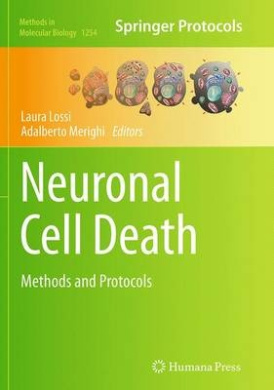 Methods in
Molecular Biology 1254
Springer Protocols
Laura Lossi
Adalberto Merighi Editors
Neuronal
Cell Death
Methods and Protocols
Humana Press